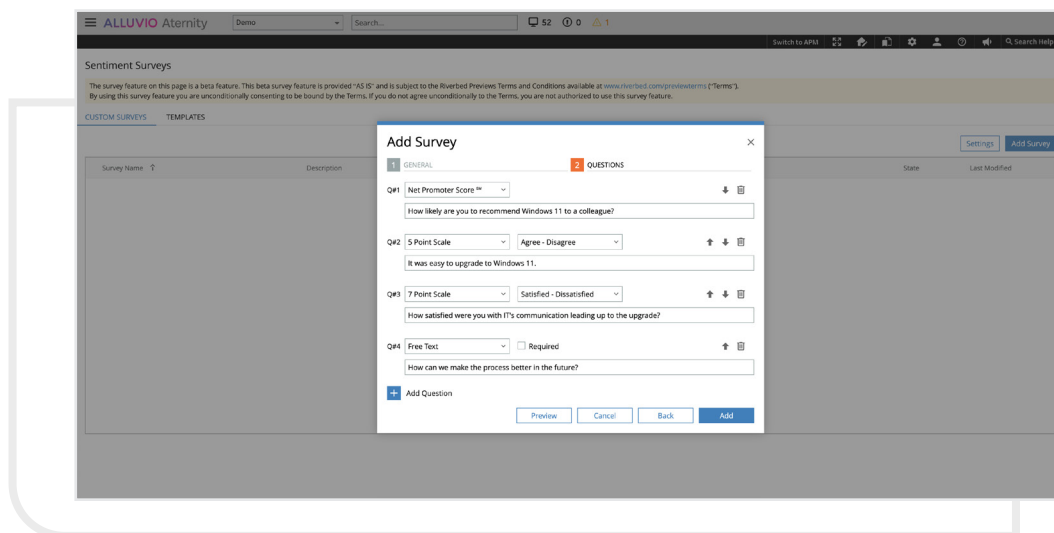 ALLUVIO Aternity Demo Search... 52 0 1
Switch to APM Search Help
Sentiment Surveys
The survey feature on this page is a beta feature. This beta survey feature is provided "AS IS" and is subject to the Riverbed Previews Terms and Conditions available at www.riverbed.com/previewterms ("Terms").
By using this survey feature you are unconditionally consenting to be bound by the Terms. If you do not agree unconditionally to the Terms, you are not authorized to use this survey feature.
CUSTOM SURVEYS TEMPLATES
Settings Add Survey
Survey Name Description State Last Modified
Add Survey
1 GENERAL 2 QUESTIONS
Q#1 Net Promoter Score SM
How likely are you to recommend Windows 11 to a colleague?
Q#2 5 Point Scale Agree - Disagree
It was easy to upgrade to Windows 11.
Q#3 7 Point Scale Satisfied - Dissatisfied
How satisfied were you with IT's communication leading up to the upgrade?
Q#4 Free Text Required
How can we make the process better in the future?
Add Question
Preview Cancel Back Add